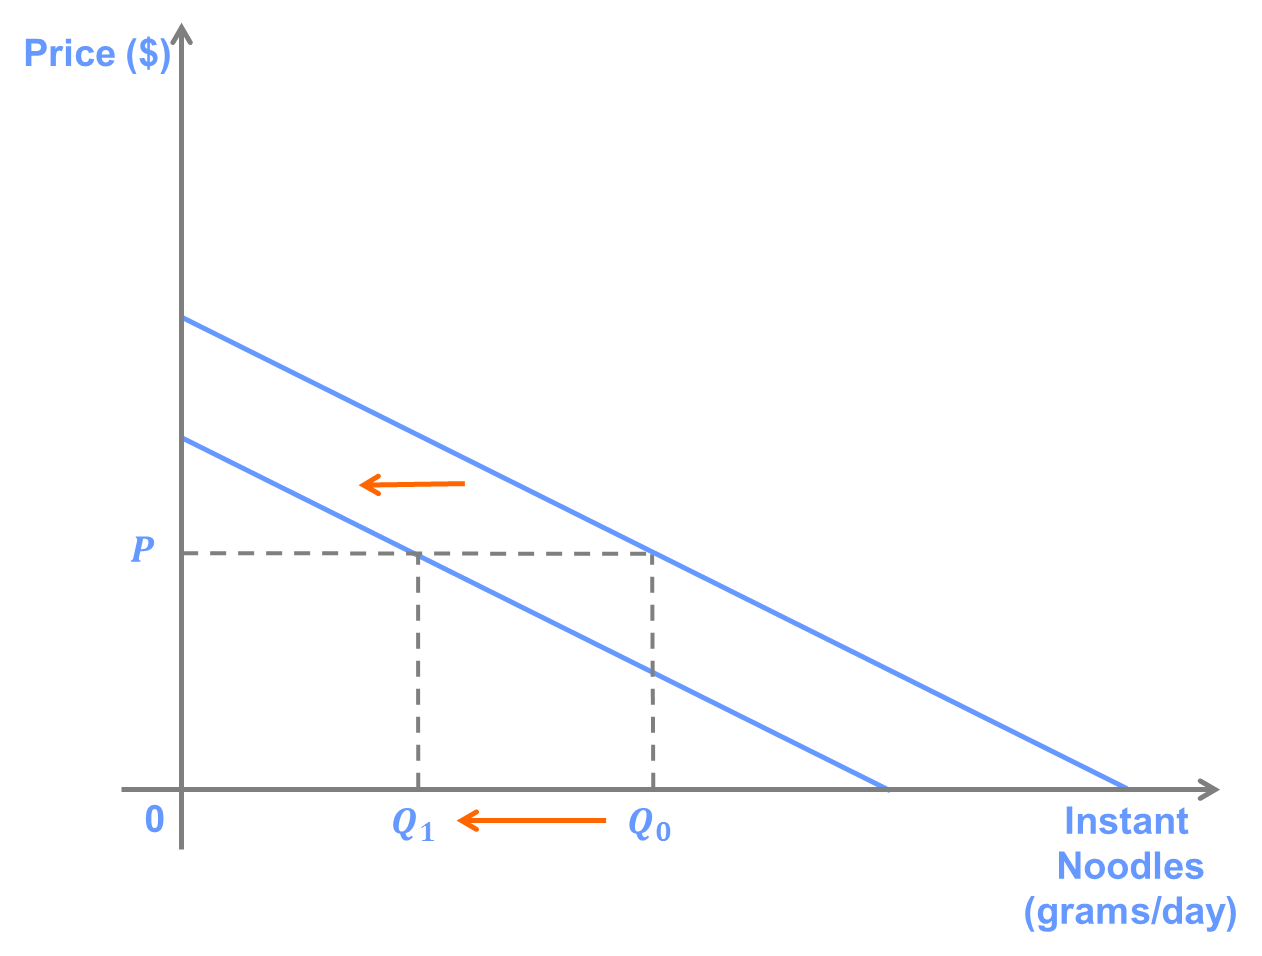 Price ($)
P
0
Q1
Q0
Instant
Noodles
(grams/day)